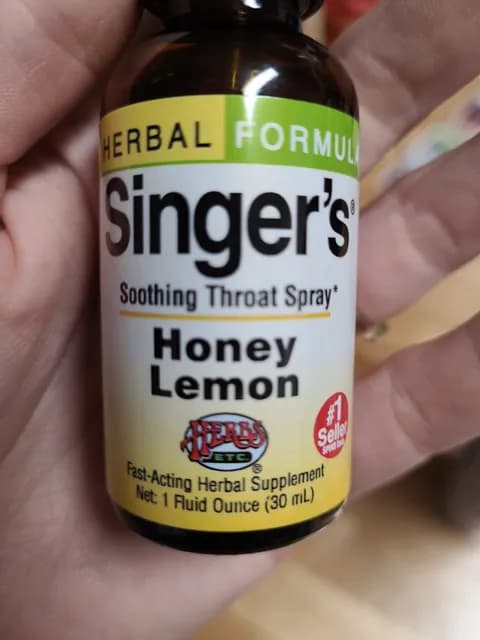 HERBAL FORMULA
Singer's®
Soothing Throat Spray*
Honey
Lemon
HERBS
ETC.®
#1
Seller
Fast-Acting Herbal Supplement
Net: 1 Fluid Ounce (30 mL)